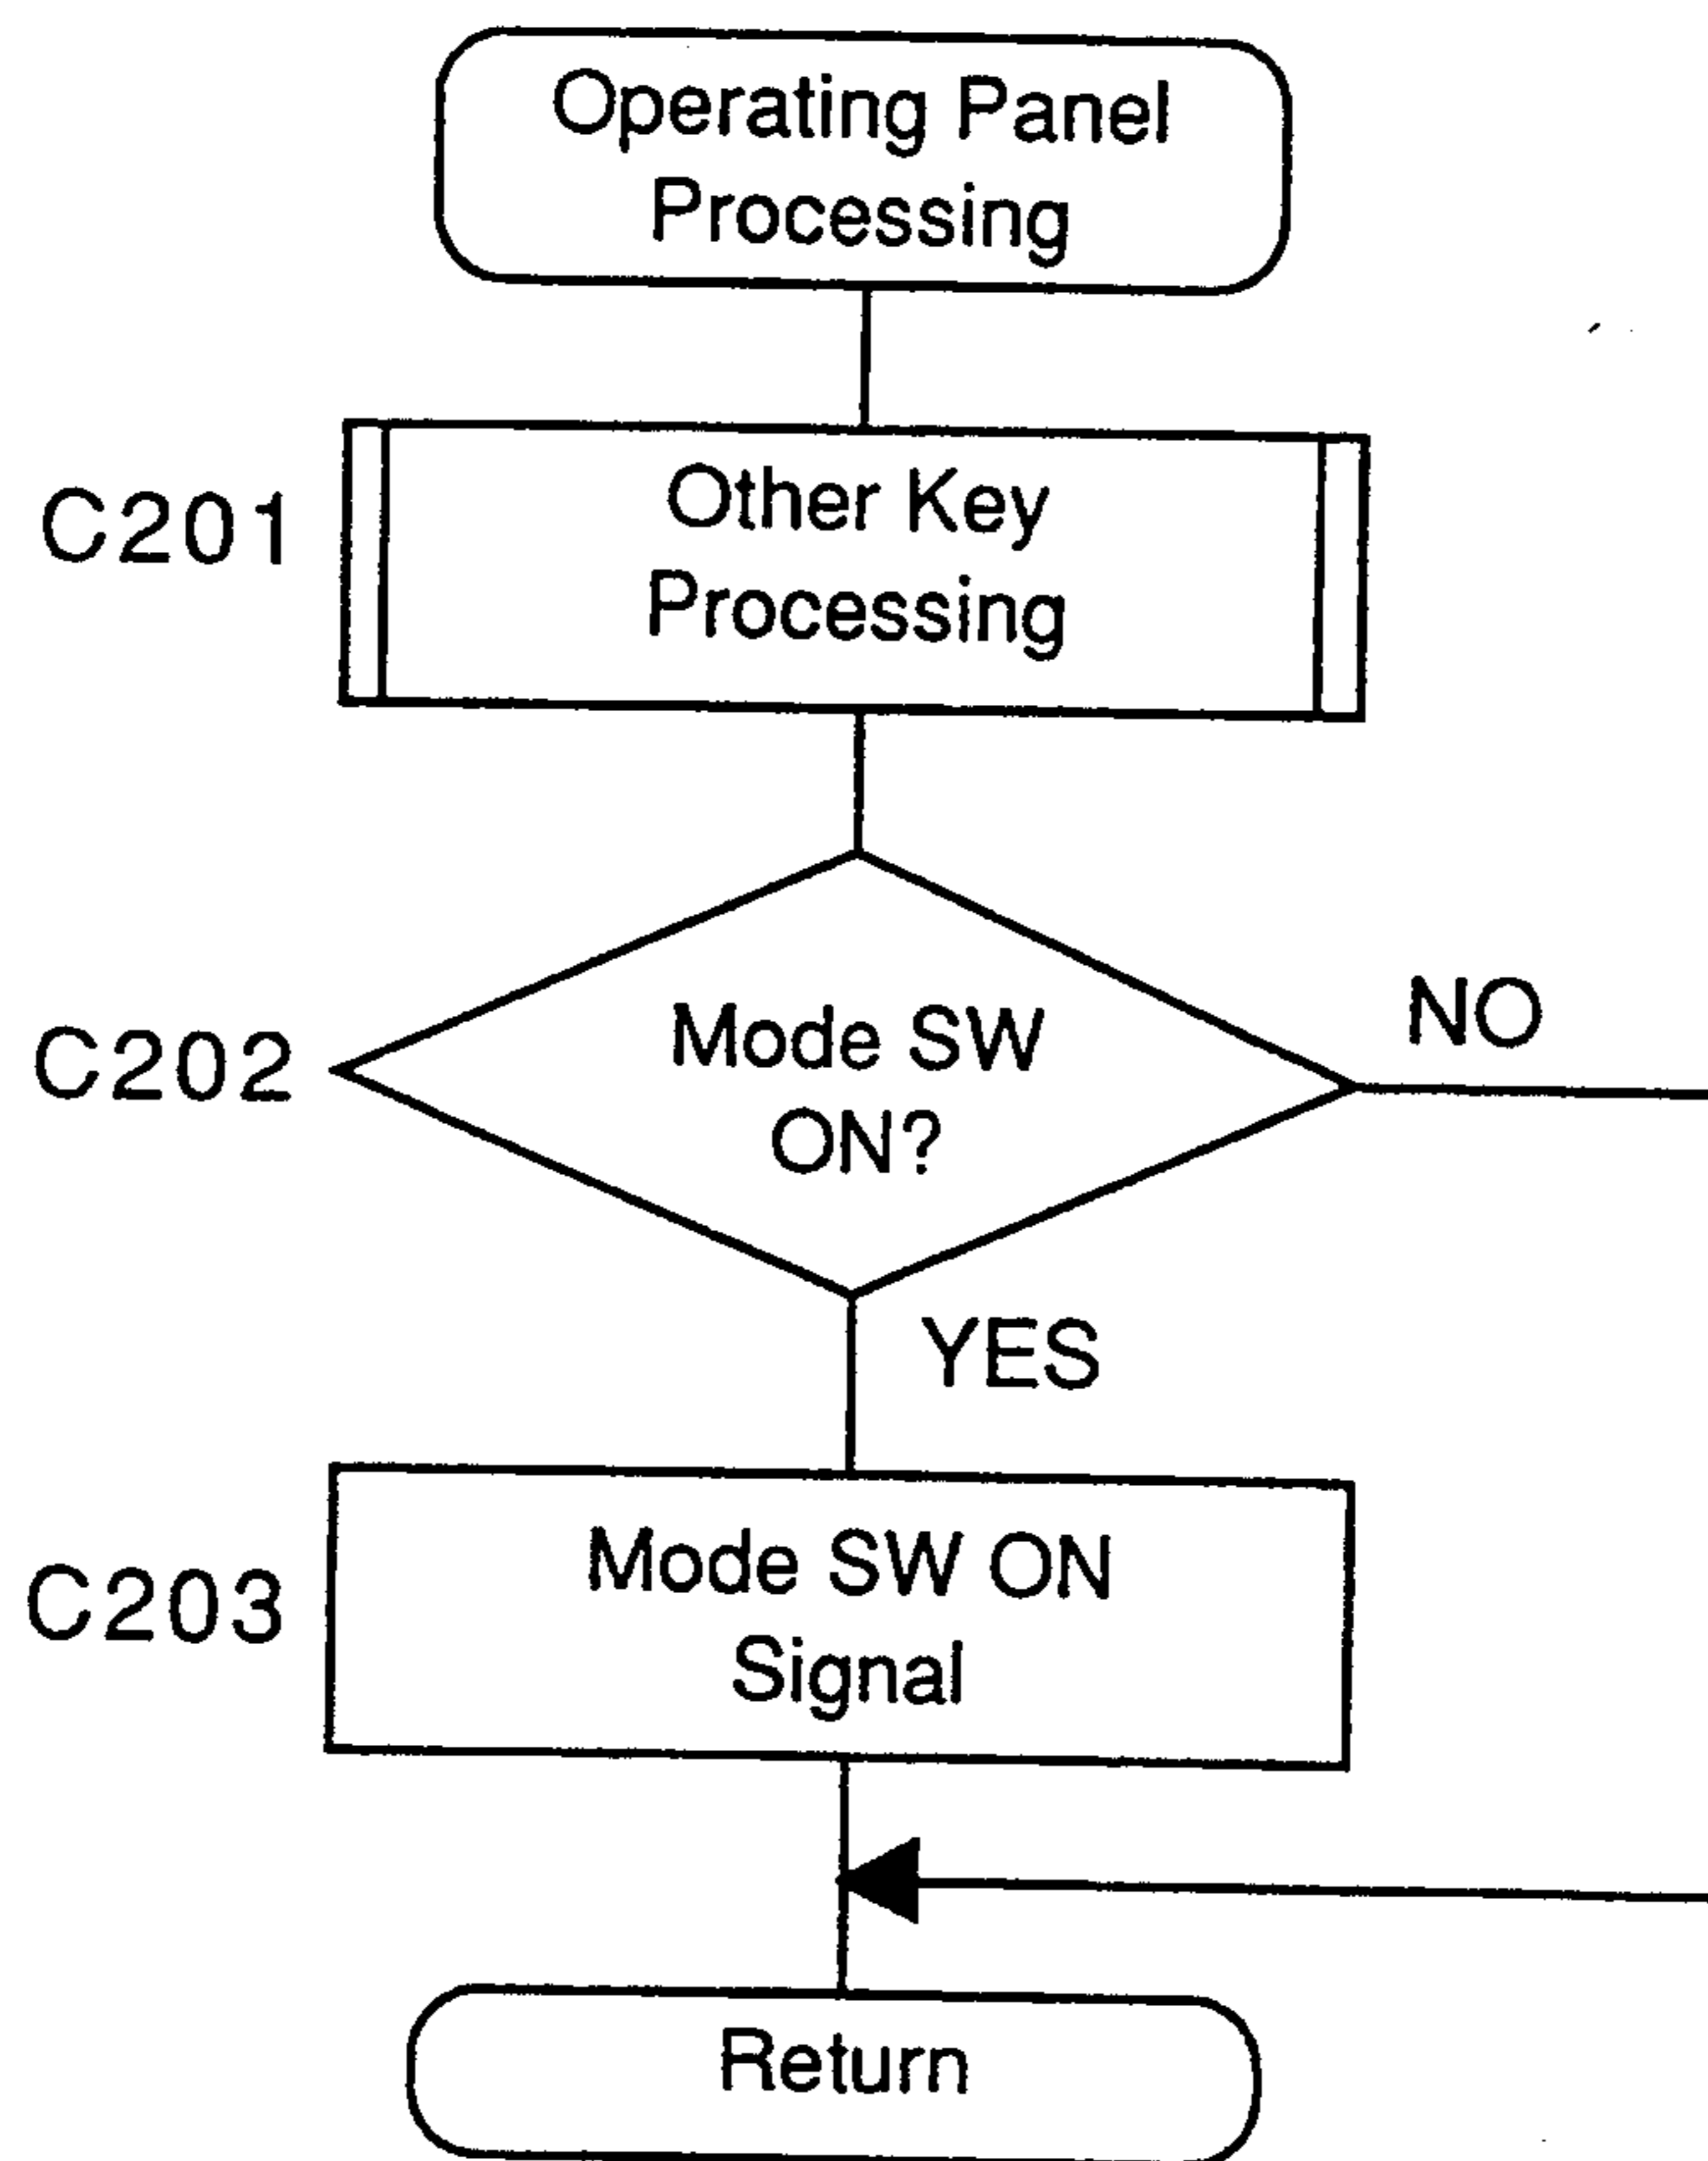 Operating Panel
Processing
C201
Other Key
Processing
C202
Mode SW
ON?
NO
YES
C203
Mode SW ON
Signal
Return